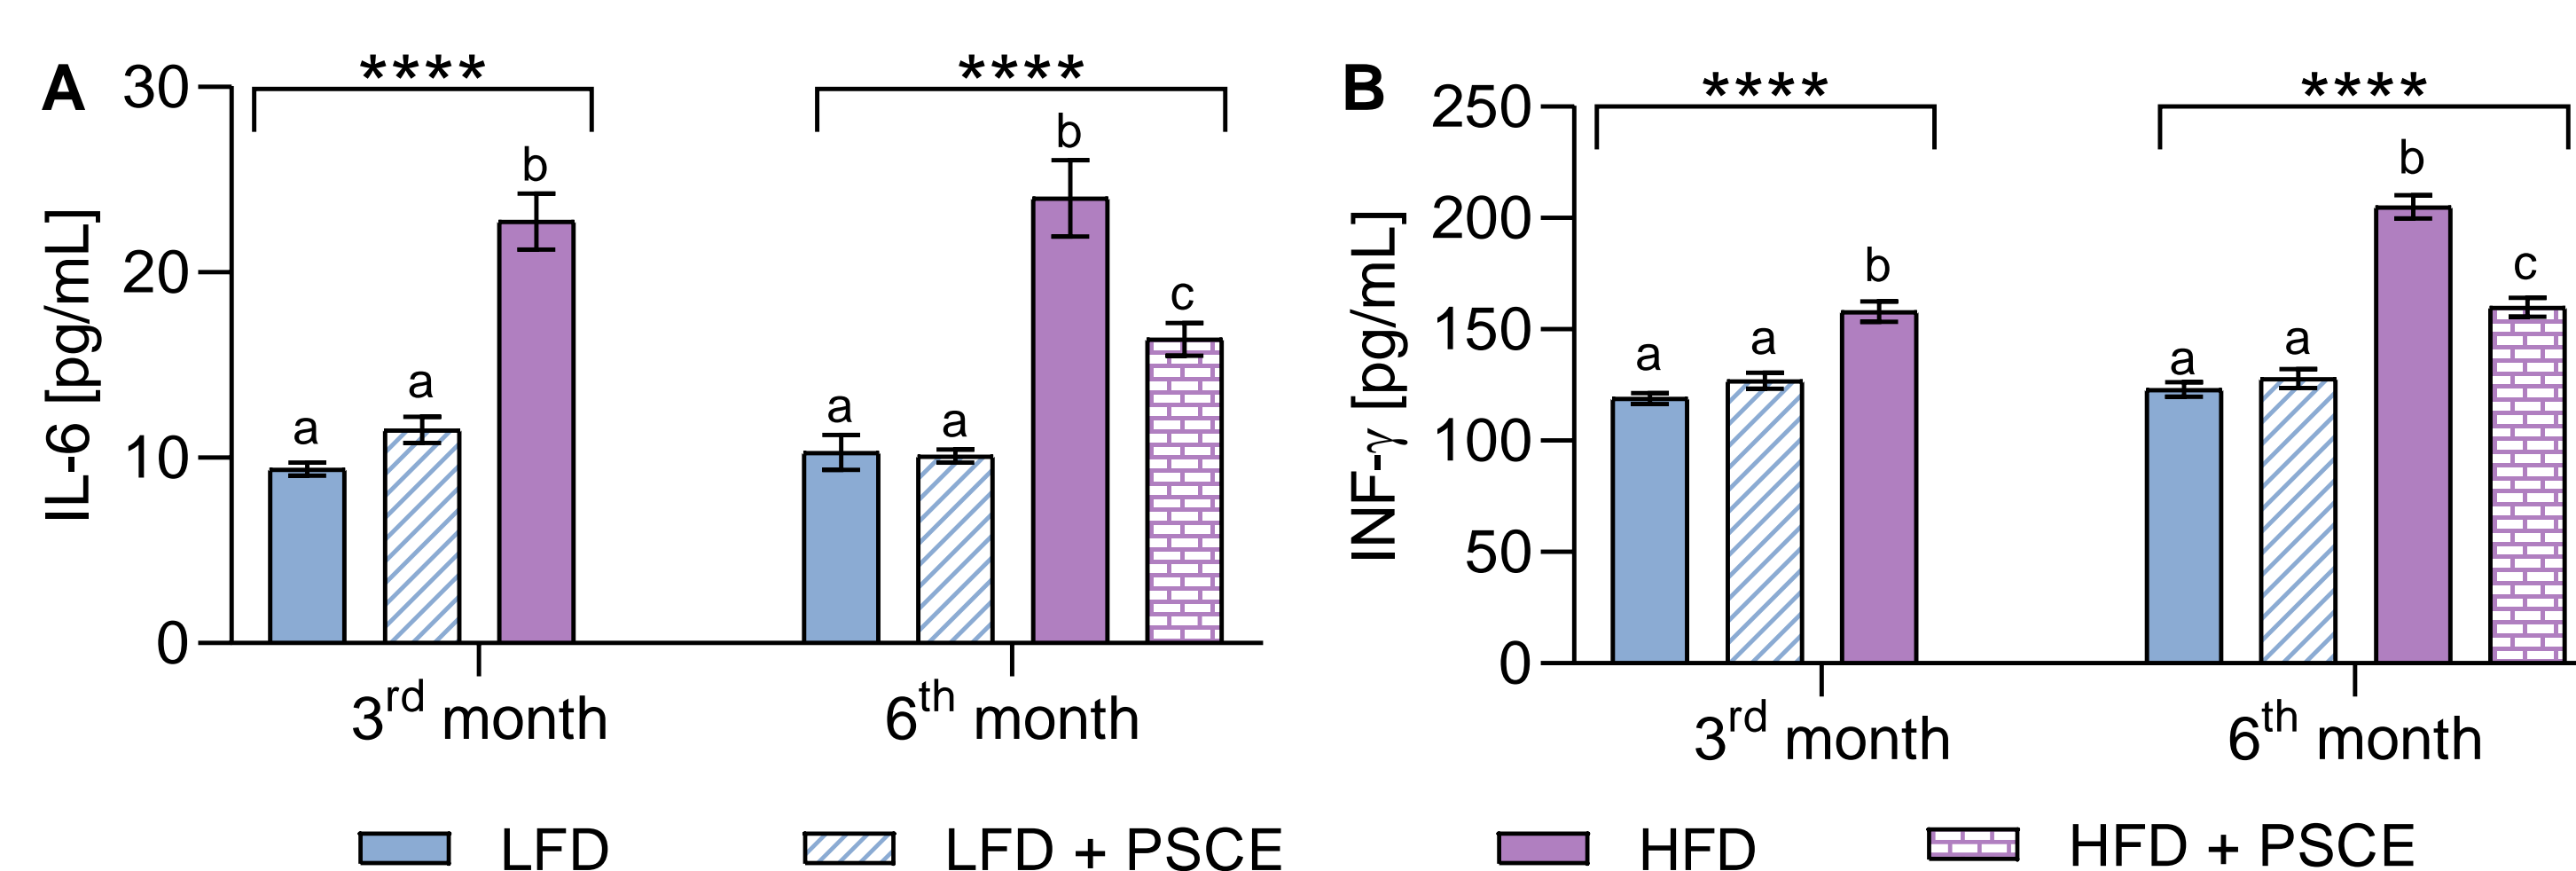 A
IL-6 [pg/mL]
30
20
10
0
****
****
a
a
b
a
a
b
c
3rd month
6th month
B
INF-γ [pg/mL]
250
200
150
100
50
0
****
****
a
a
b
a
a
b
c
3rd month
6th month
LFD
LFD + PSCE
HFD
HFD + PSCE